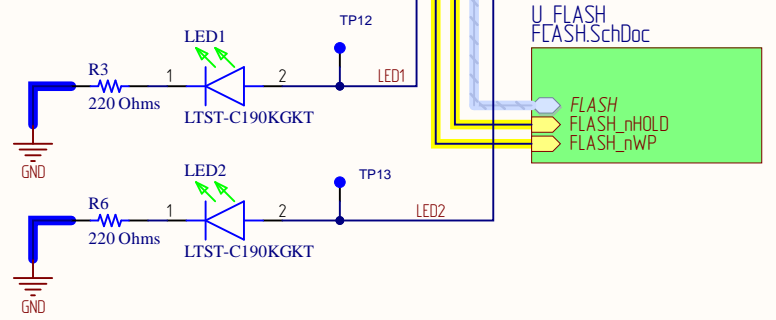 U_FLASH
FLASH.SchDoc
TP12
LED1
R3
1
2
LED1
220 Ohms
LTST-C190KGKT
GND
FLASH
FLASH_nHOLD
FLASH_nWP
TP13
LED2
R6
1
2
LED2
220 Ohms
LTST-C190KGKT
GND